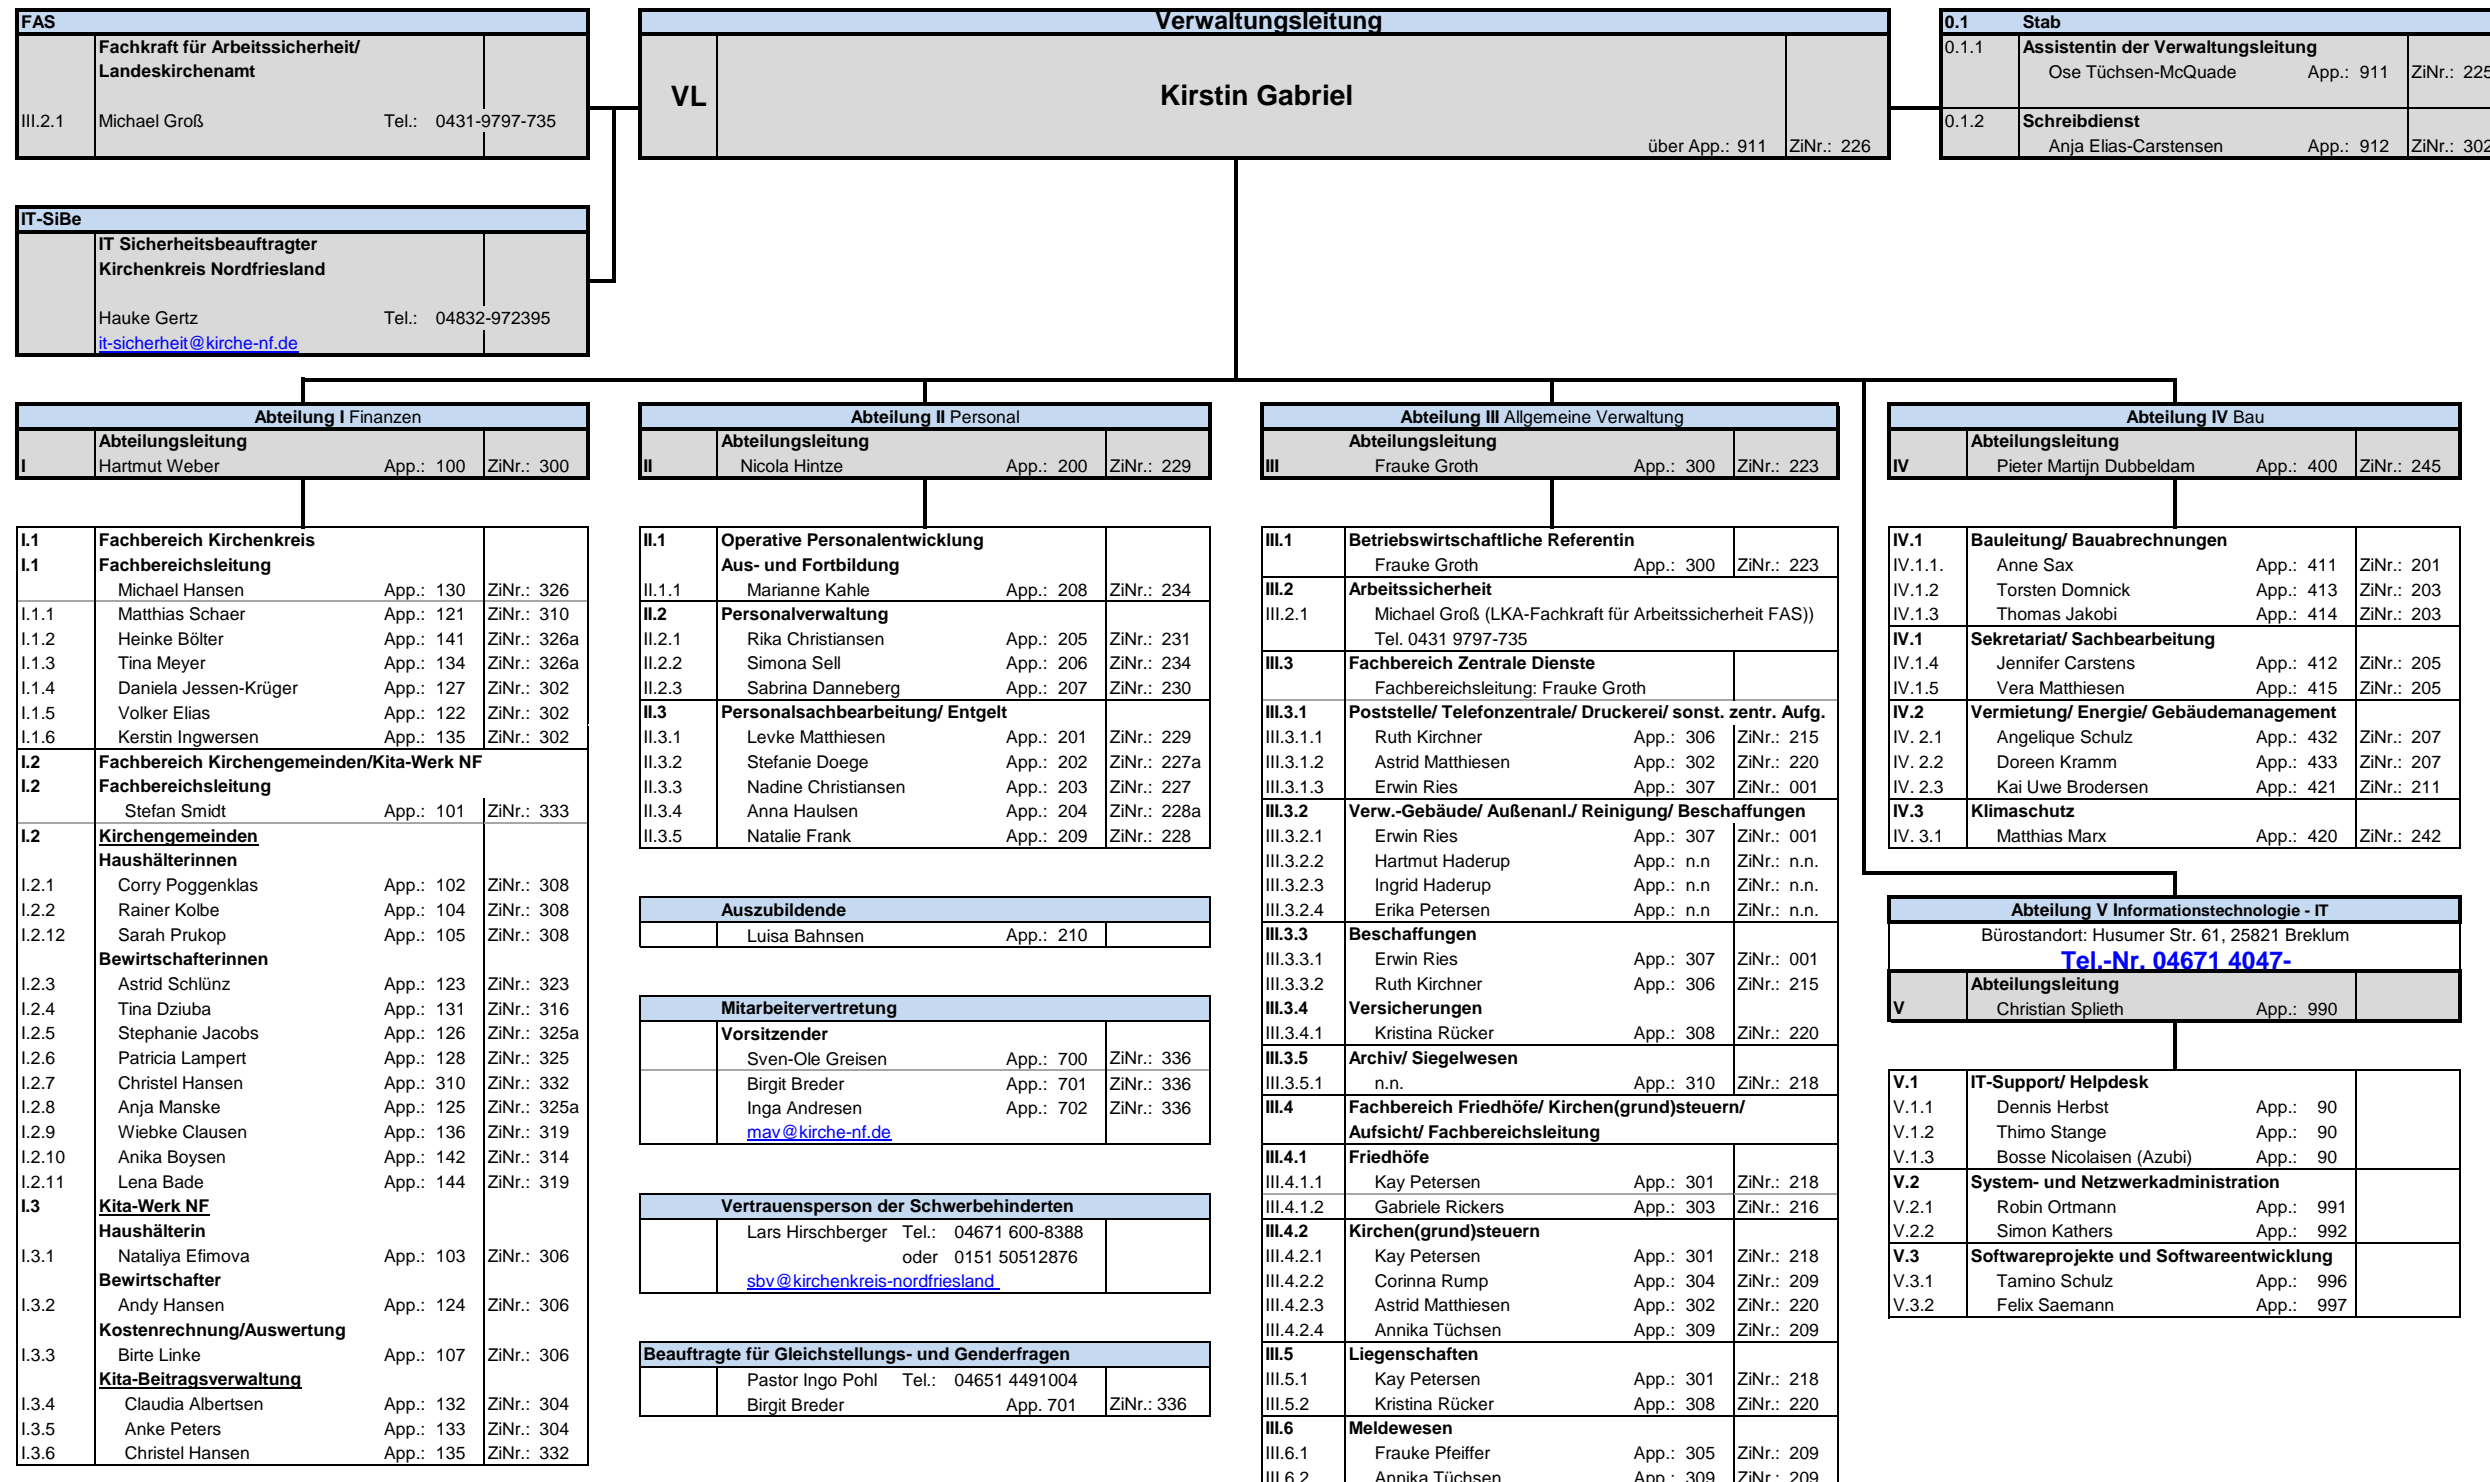 FAS
Fachkraft für Arbeitssicherheit/
Landeskirchenamt
III.2.1 Michael Groß Tel.: 0431-9797-735
Verwaltungsleitung
VL Kirstin Gabriel
über App.: 911 ZiNr.: 226
0.1 Stab
0.1.1 Assistentin der Verwaltungsleitung
Ose Tüchsen-McQuade App.: 911 ZiNr.: 225
0.1.2 Schreibdienst
Anja Elias-Carstensen App.: 912 ZiNr.: 302
IT-SiBe
IT Sicherheitsbeauftragter
Kirchenkreis Nordfriesland
Hauke Gertz Tel.: 04832-972395
it-sicherheit@kirche-nf.de
Abteilung I Finanzen
Abteilungsleitung
I Hartmut Weber App.: 100 ZiNr.: 300
I.1 Fachbereich Kirchenkreis
I.1 Fachbereichsleitung
Michael Hansen App.: 130 ZiNr.: 326
I.1.1 Matthias Schaer App.: 121 ZiNr.: 310
I.1.2 Heinke Bölter App.: 141 ZiNr.: 326a
I.1.3 Tina Meyer App.: 134 ZiNr.: 326a
I.1.4 Daniela Jessen-Krüger App.: 127 ZiNr.: 302
I.1.5 Volker Elias App.: 122 ZiNr.: 302
I.1.6 Kerstin Ingwersen App.: 135 ZiNr.: 302
I.2 Fachbereich Kirchengemeinden/Kita-Werk NF
I.2 Fachbereichsleitung
Stefan Smidt App.: 101 ZiNr.: 333
I.2 Kirchengemeinden
Haushälterinnen
I.2.1 Corry Poggenklas App.: 102 ZiNr.: 308
I.2.2 Rainer Kolbe App.: 104 ZiNr.: 308
I.2.12 Sarah Prukop App.: 105 ZiNr.: 308
Bewirtschafterinnen
I.2.3 Astrid Schlünz App.: 123 ZiNr.: 323
I.2.4 Tina Dziuba App.: 131 ZiNr.: 316
I.2.5 Stephanie Jacobs App.: 126 ZiNr.: 325a
I.2.6 Patricia Lampert App.: 128 ZiNr.: 325
I.2.7 Christel Hansen App.: 310 ZiNr.: 332
I.2.8 Anja Manske App.: 125 ZiNr.: 325a
I.2.9 Wiebke Clausen App.: 136 ZiNr.: 319
I.2.10 Anika Boysen App.: 142 ZiNr.: 314
I.2.11 Lena Bade App.: 144 ZiNr.: 319
I.3 Kita-Werk NF
Haushälterin
I.3.1 Nataliya Efimova App.: 103 ZiNr.: 306
Bewirtschafter
I.3.2 Andy Hansen App.: 124 ZiNr.: 306
Kostenrechnung/Auswertung
I.3.3 Birte Linke App.: 107 ZiNr.: 306
Kita-Beitragsverwaltung
I.3.4 Claudia Albertsen App.: 132 ZiNr.: 304
I.3.5 Anke Peters App.: 133 ZiNr.: 304
I.3.6 Christel Hansen App.: 135 ZiNr.: 332
Abteilung II Personal
Abteilungsleitung
II Nicola Hintze App.: 200 ZiNr.: 229
II.1 Operative Personalentwicklung
Aus- und Fortbildung
II.1.1 Marianne Kahle App.: 208 ZiNr.: 234
II.2 Personalverwaltung
II.2.1 Rika Christiansen App.: 205 ZiNr.: 231
II.2.2 Simona Sell App.: 206 ZiNr.: 234
II.2.3 Sabrina Danneberg App.: 207 ZiNr.: 230
II.3 Personalsachbearbeitung/ Entgelt
II.3.1 Levke Matthiesen App.: 201 ZiNr.: 229
II.3.2 Stefanie Doege App.: 202 ZiNr.: 227a
II.3.3 Nadine Christiansen App.: 203 ZiNr.: 227
II.3.4 Anna Haulsen App.: 204 ZiNr.: 228a
II.3.5 Natalie Frank App.: 209 ZiNr.: 228
Auszubildende
Luisa Bahnsen App.: 210
Mitarbeitervertretung
Vorsitzender
Sven-Ole Greisen App.: 700 ZiNr.: 336
Birgit Breder App.: 701 ZiNr.: 336
Inga Andresen App.: 702 ZiNr.: 336
mav@kirche-nf.de
Vertrauensperson der Schwerbehinderten
Lars Hirschberger Tel.: 04671 600-8388
oder 0151 50512876
sbv@kirchenkreis-nordfriesland
Beauftragte für Gleichstellungs- und Genderfragen
Pastor Ingo Pohl Tel.: 04651 4491004
Birgit Breder App. 701 ZiNr.: 336
Abteilung III Allgemeine Verwaltung
Abteilungsleitung
III Frauke Groth App.: 300 ZiNr.: 223
III.1 Betriebswirtschaftliche Referentin
Frauke Groth App.: 300 ZiNr.: 223
III.2 Arbeitssicherheit
III.2.1 Michael Groß (LKA-Fachkraft für Arbeitssicherheit FAS))
Tel. 0431 9797-735
III.3 Fachbereich Zentrale Dienste
Fachbereichsleitung: Frauke Groth
III.3.1 Poststelle/ Telefonzentrale/ Druckerei/ sonst. zentr. Aufg.
III.3.1.1 Ruth Kirchner App.: 306 ZiNr.: 215
III.3.1.2 Astrid Matthiesen App.: 302 ZiNr.: 220
III.3.1.3 Erwin Ries App.: 307 ZiNr.: 001
III.3.2 Verw.-Gebäude/ Außenanl./ Reinigung/ Beschaffungen
III.3.2.1 Erwin Ries App.: 307 ZiNr.: 001
III.3.2.2 Hartmut Haderup App.: n.n ZiNr.: n.n.
III.3.2.3 Ingrid Haderup App.: n.n ZiNr.: n.n.
III.3.2.4 Erika Petersen App.: n.n ZiNr.: n.n.
III.3.3 Beschaffungen
III.3.3.1 Erwin Ries App.: 307 ZiNr.: 001
III.3.3.2 Ruth Kirchner App.: 306 ZiNr.: 215
III.3.4 Versicherungen
III.3.4.1 Kristina Rücker App.: 308 ZiNr.: 220
III.3.5 Archiv/ Siegelwesen
III.3.5.1 n.n. App.: 310 ZiNr.: 218
III.4 Fachbereich Friedhöfe/ Kirchen(grund)steuern/
Aufsicht/ Fachbereichsleitung
III.4.1 Friedhöfe
III.4.1.1 Kay Petersen App.: 301 ZiNr.: 218
III.4.1.2 Gabriele Rickers App.: 303 ZiNr.: 216
III.4.2 Kirchen(grund)steuern
III.4.2.1 Kay Petersen App.: 301 ZiNr.: 218
III.4.2.2 Corinna Rump App.: 304 ZiNr.: 209
III.4.2.3 Astrid Matthiesen App.: 302 ZiNr.: 220
III.4.2.4 Annika Tüchsen App.: 309 ZiNr.: 209
III.5 Liegenschaften
III.5.1 Kay Petersen App.: 301 ZiNr.: 218
III.5.2 Kristina Rücker App.: 308 ZiNr.: 220
III.6 Meldewesen
III.6.1 Frauke Pfeiffer App.: 305 ZiNr.: 209
III.6.2 Annika Tüchsen App.: 309 ZiNr.: 209
Abteilung IV Bau
Abteilungsleitung
IV Pieter Martijn Dubbeldam App.: 400 ZiNr.: 245
IV.1 Bauleitung/ Bauabrechnungen
IV.1.1. Anne Sax App.: 411 ZiNr.: 201
IV.1.2 Torsten Domnick App.: 413 ZiNr.: 203
IV.1.3 Thomas Jakobi App.: 414 ZiNr.: 203
IV.1 Sekretariat/ Sachbearbeitung
IV.1.4 Jennifer Carstens App.: 412 ZiNr.: 205
IV.1.5 Vera Matthiesen App.: 415 ZiNr.: 205
IV.2 Vermietung/ Energie/ Gebäudemanagement
IV. 2.1 Angelique Schulz App.: 432 ZiNr.: 207
IV. 2.2 Doreen Kramm App.: 433 ZiNr.: 207
IV. 2.3 Kai Uwe Brodersen App.: 421 ZiNr.: 211
IV.3 Klimaschutz
IV. 3.1 Matthias Marx App.: 420 ZiNr.: 242
Abteilung V Informationstechnologie - IT
Bürostandort: Husumer Str. 61, 25821 Breklum
Tel.-Nr. 04671 4047-
Abteilungsleitung
V Christian Splieth App.: 990
V.1 IT-Support/ Helpdesk
V.1.1 Dennis Herbst App.: 90
V.1.2 Thimo Stange App.: 90
V.1.3 Bosse Nicolaisen (Azubi) App.: 90
V.2 System- und Netzwerkadministration
V.2.1 Robin Ortmann App.: 991
V.2.2 Simon Kathers App.: 992
V.3 Softwareprojekte und Softwareentwicklung
V.3.1 Tamino Schulz App.: 996
V.3.2 Felix Saemann App.: 997